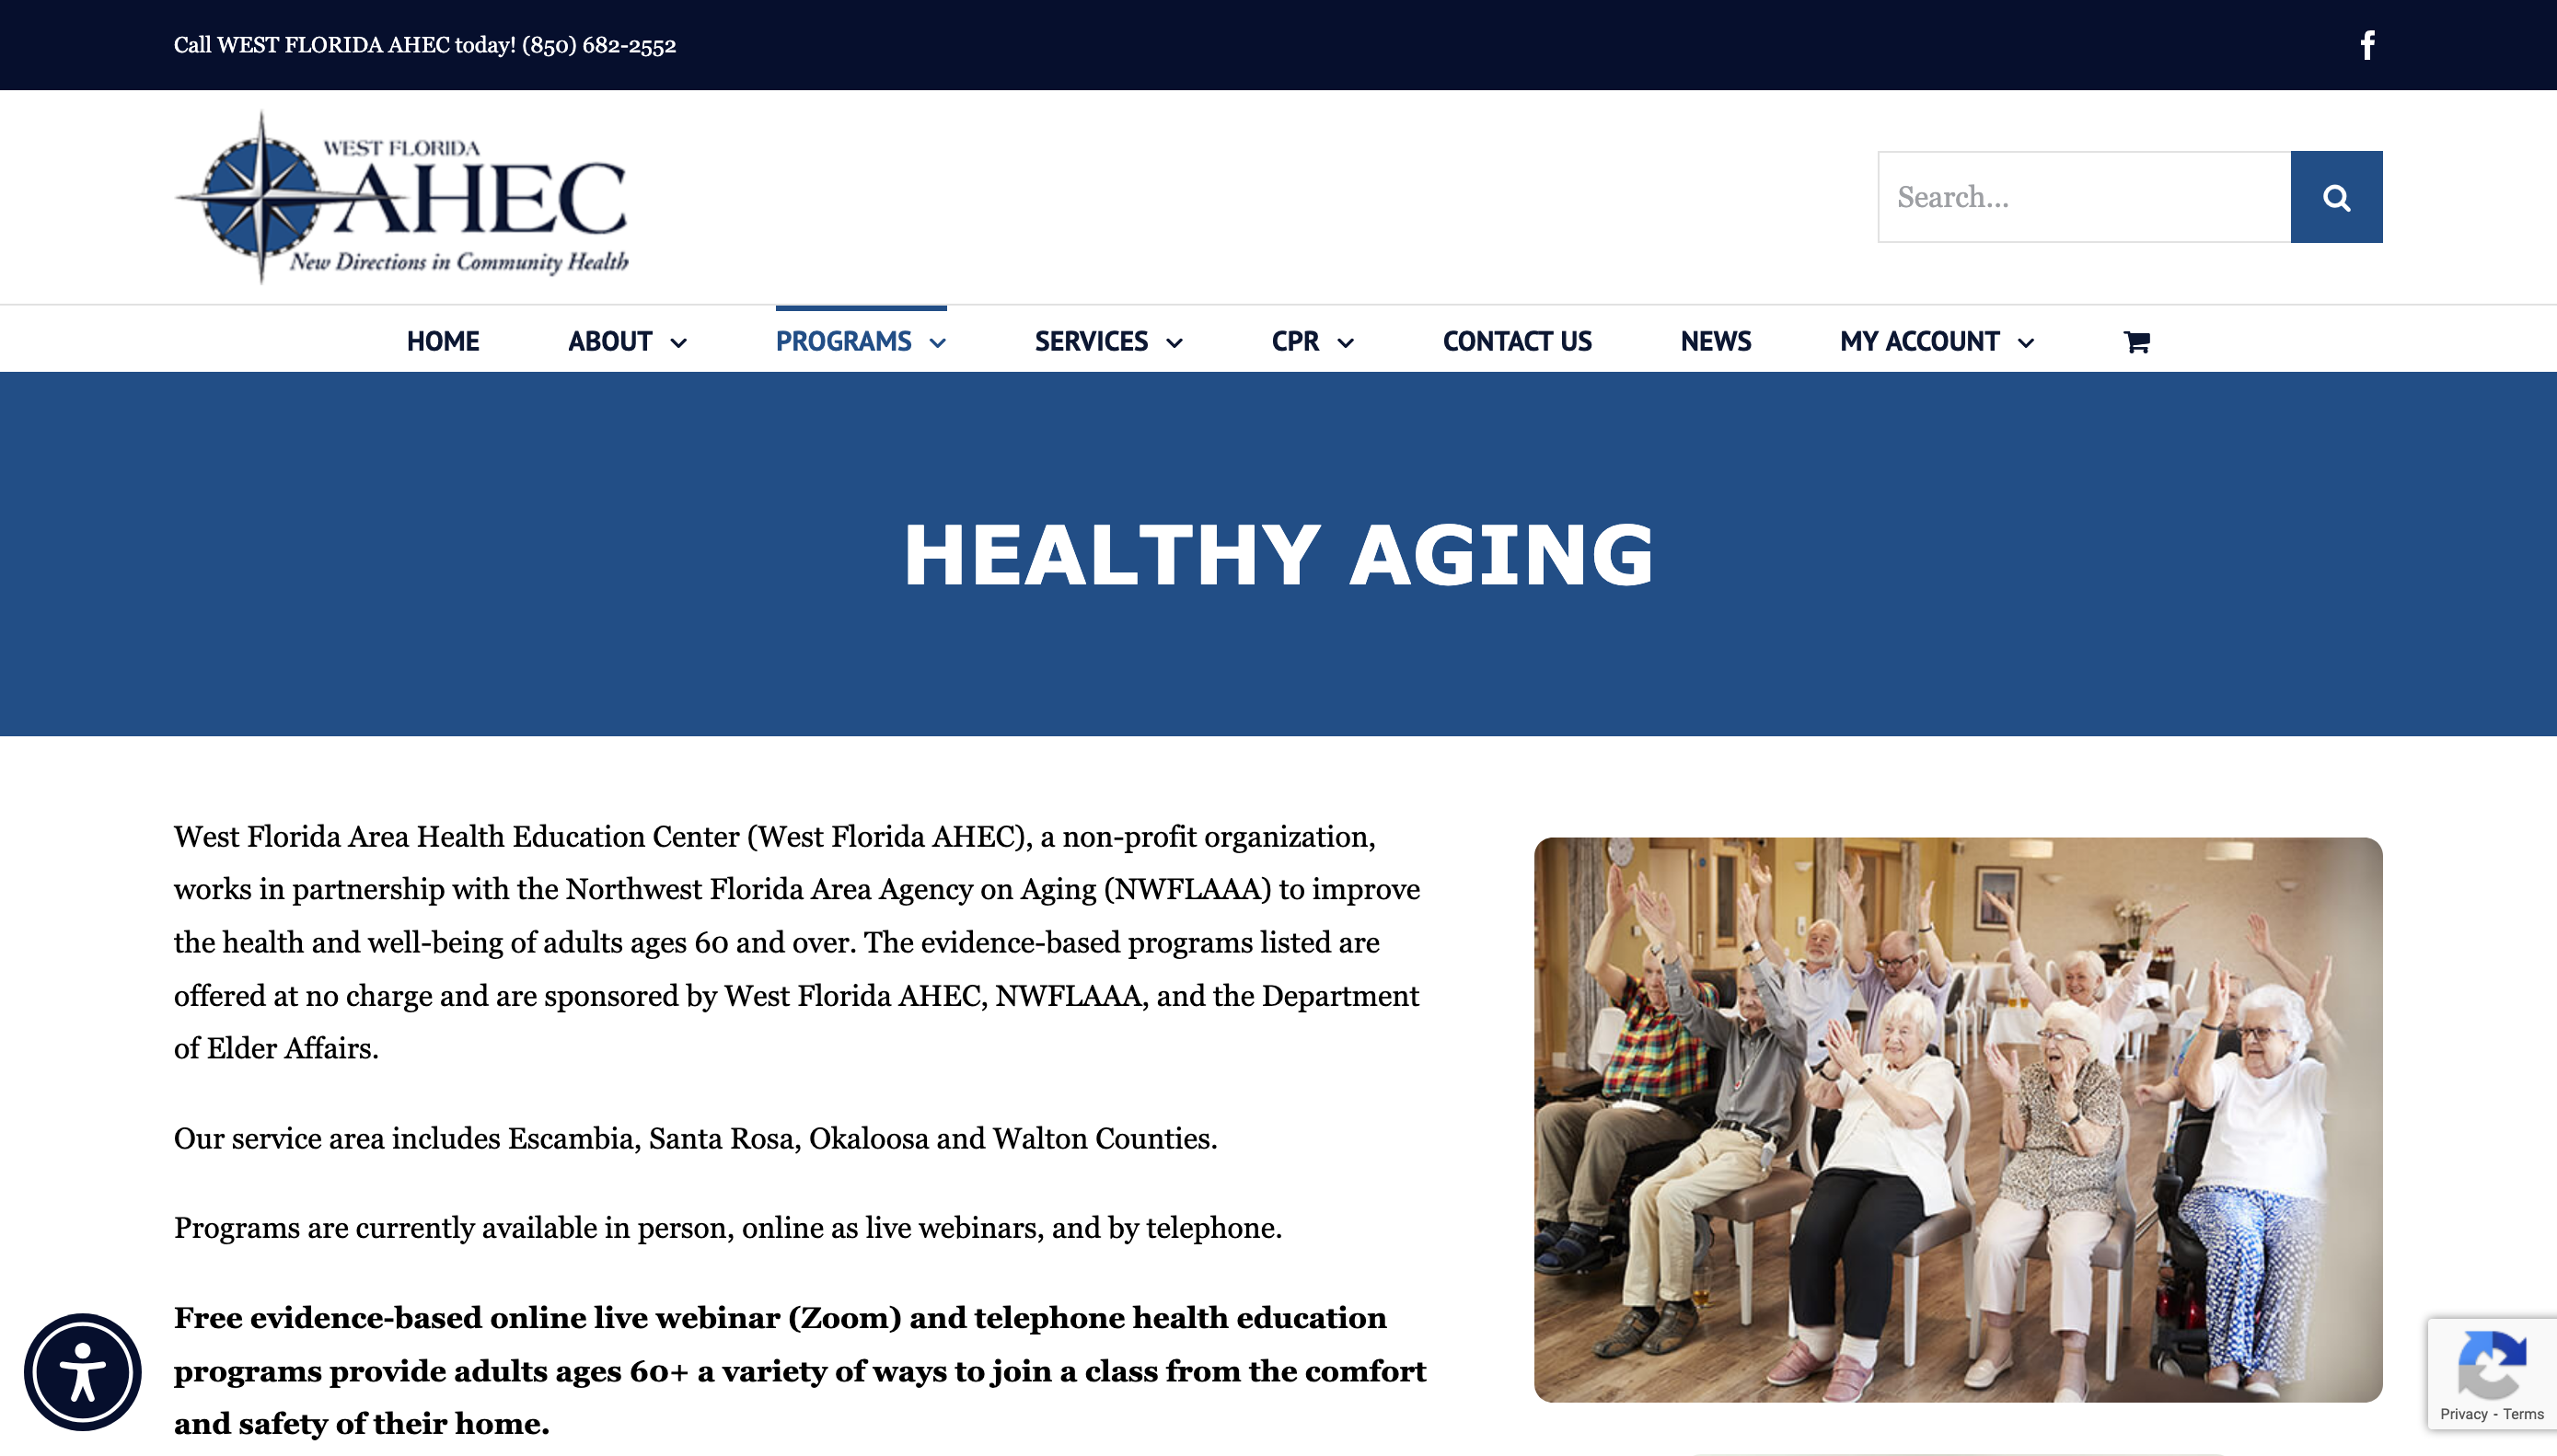 Call WEST FLORIDA AHEC today! (850) 682-2552
WEST FLORIDA
AHEC
New Directions in Community Health
Search...
HOME
ABOUT
PROGRAMS
SERVICES
CPR
CONTACT US
NEWS
MY ACCOUNT
HEALTHY AGING
West Florida Area Health Education Center (West Florida AHEC), a non-profit organization,
works in partnership with the Northwest Florida Area Agency on Aging (NWFLAAA) to improve
the health and well-being of adults ages 60 and over. The evidence-based programs listed are
offered at no charge and are sponsored by West Florida AHEC, NWFLAAA, and the Department
of Elder Affairs.
Our service area includes Escambia, Santa Rosa, Okaloosa and Walton Counties.
Programs are currently available in person, online as live webinars, and by telephone.
Free evidence-based online live webinar (Zoom) and telephone health education
programs provide adults ages 60+ a variety of ways to join a class from the comfort
and safety of their home.
Privacy - Terms